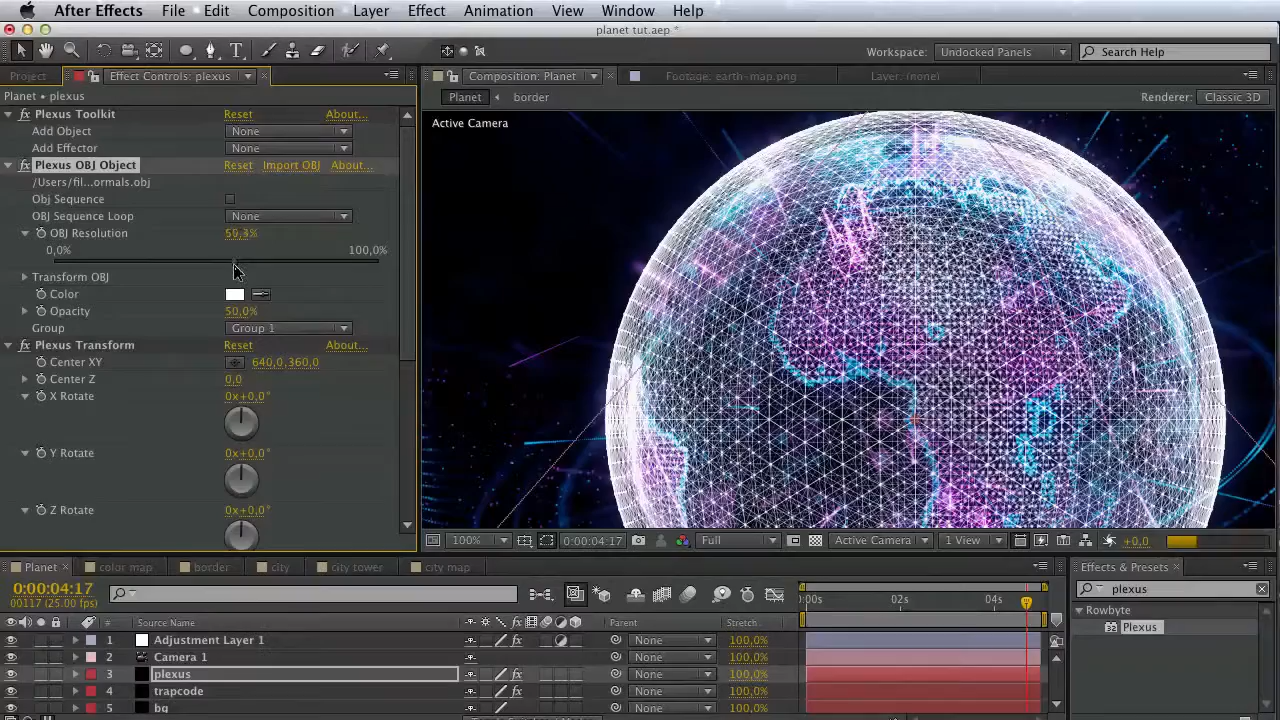 After Effects File Edit Composition Layer Effect Animation View Window Help
planet tut.aep *
Workspace: Undocked Panels Search Help
Project Effect Controls: plexus Composition: Planet Footage: earth-map.png Layer: (none)
Planet • plexus
Planet border Renderer: Classic 3D
fx Plexus Toolkit Reset About...
Active Camera
Add Object None
Add Effector None
fx Plexus OBJ Object Reset Import OBJ About...
/Users/fil...ormals.obj
Obj Sequence
OBJ Sequence Loop None
OBJ Resolution 50,3%
0,0% 100,0%
Transform OBJ
Color
Opacity 50,0%
Group Group 1
fx Plexus Transform Reset About...
Center XY 640,0,360,0
Center Z 0,0
X Rotate 0x+0,0°
Y Rotate 0x+0,0°
Z Rotate 0x+0,0°
100% 0:00:04:17 Full Active Camera 1 View +0,0
Planet color map border city city tower city map
Effects & Presets
0:00:04:17
00117 (25.00 fps)
plexus
:00s 02s 04s
Rowbyte
Plexus
# Source Name Parent Stretch
1 Adjustment Layer 1 fx None 100,0%
2 Camera 1 None 100,0%
3 plexus fx None 100,0%
4 trapcode fx None 100,0%
5 bg None 100,0%